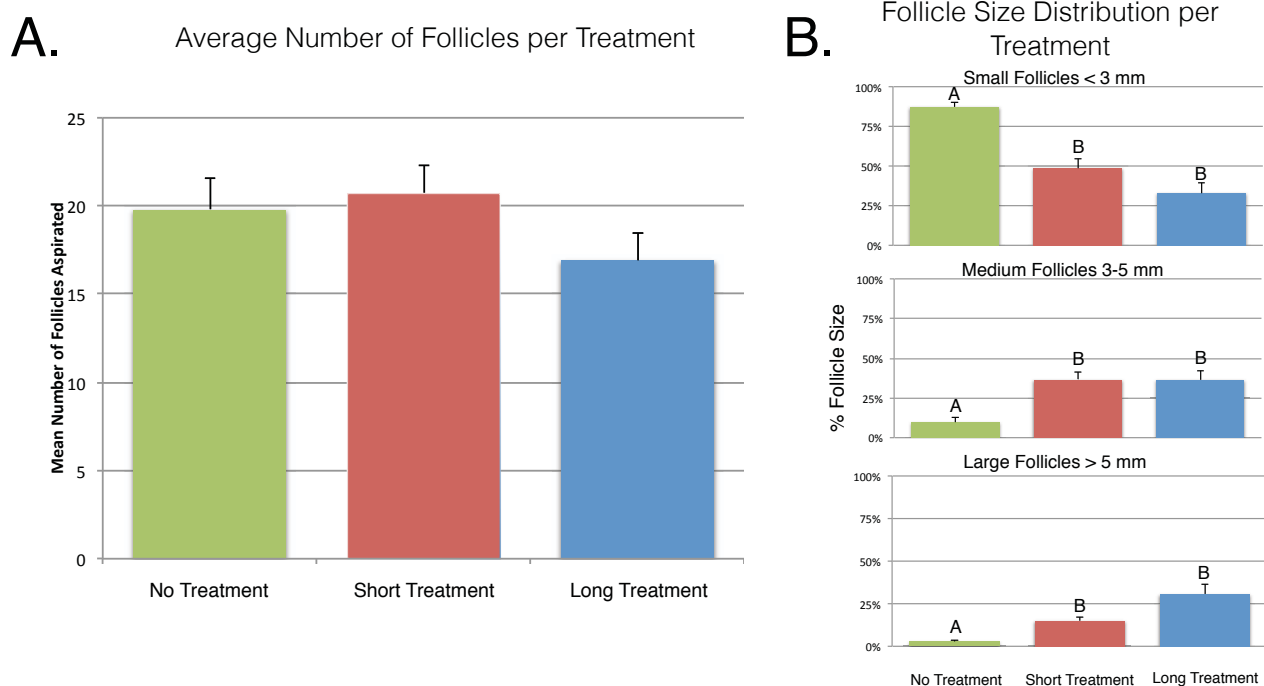 A.
Average Number of Follicles per Treatment
Mean Number of Follicles Aspirated
25
20
15
10
5
0
No Treatment Short Treatment Long Treatment
B.
Follicle Size Distribution per
Treatment
% Follicle Size
Small Follicles < 3 mm
100%
75%
50%
25%
0%
A
B
B
Medium Follicles 3-5 mm
100%
75%
50%
25%
0%
A
B
B
Large Follicles > 5 mm
100%
75%
50%
25%
0%
A
B
B
No Treatment Short Treatment Long Treatment